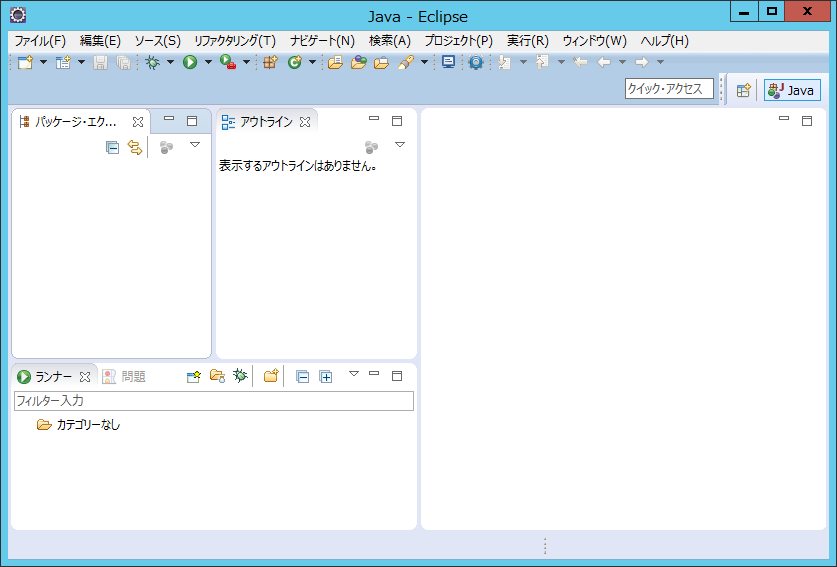 Java - Eclipse
ファイル(F) 編集(E) ソース(S) リファクタリング(T) ナビゲート(N) 検索(A) プロジェクト(P) 実行(R) ウィンドウ(W) ヘルプ(H)
クイック・アクセス
Java
パッケージ・エク...
アウトライン
表示するアウトラインはありません。
ランナー
問題
フィルター入力
カテゴリーなし